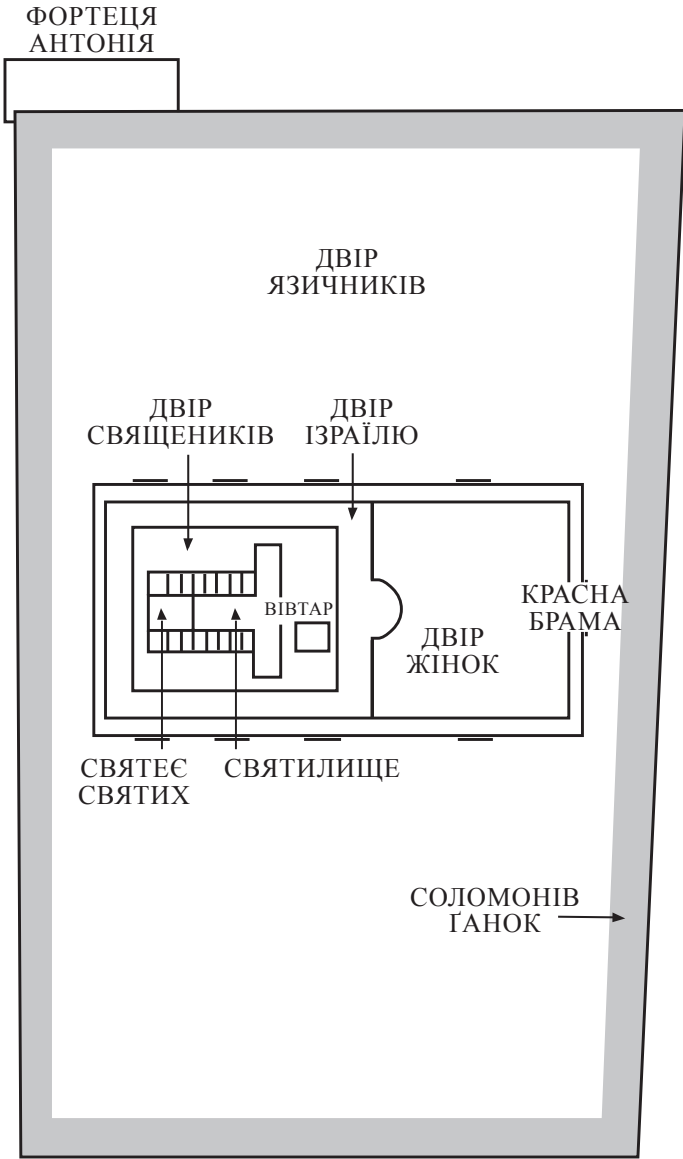 ФОРТЕЦЯ
АНТОНІЯ
ДВІР
ЯЗИЧНИКІВ
ДВІР
СВЯЩЕНИКІВ
ДВІР
ІЗРАЇЛЮ
ВІВТАР
КРАСНА
БРАМА
ДВІР
ЖІНОК
СВЯТЕЄ
СВЯТИХ
СВЯТИЛИЩЕ
СОЛОМОНІВ
ҐАНОК